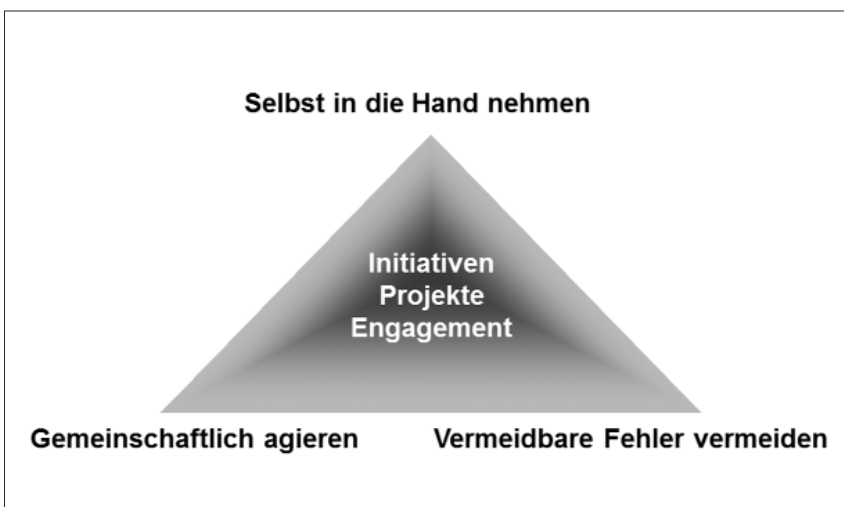 Selbst in die Hand nehmen
Initiativen
Projekte
Engagement
Gemeinschaftlich agieren
Vermeidbare Fehler vermeiden